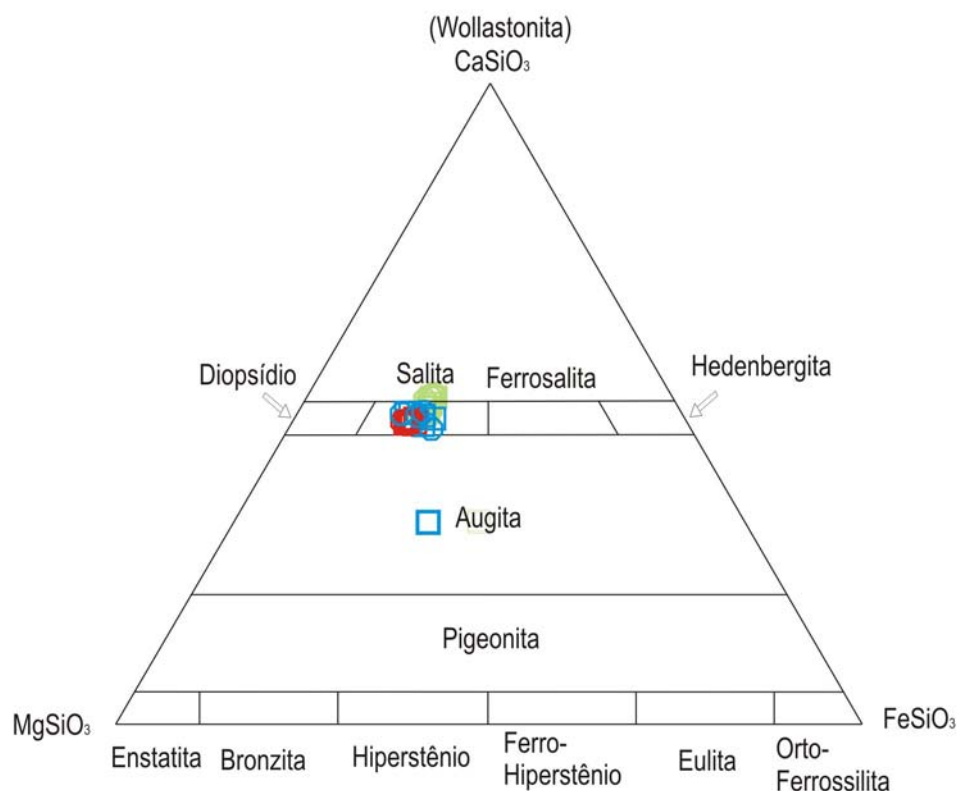 (Wollastonita)
CaSiO₃
Diopsídio
Salita
Ferrosalita
Hedenbergita
Augita
Pigeonita
MgSiO₃
FeSiO₃
Enstatita
Bronzita
Hiperstênio
Ferro-
Hiperstênio
Eulita
Orto-
Ferrossilita